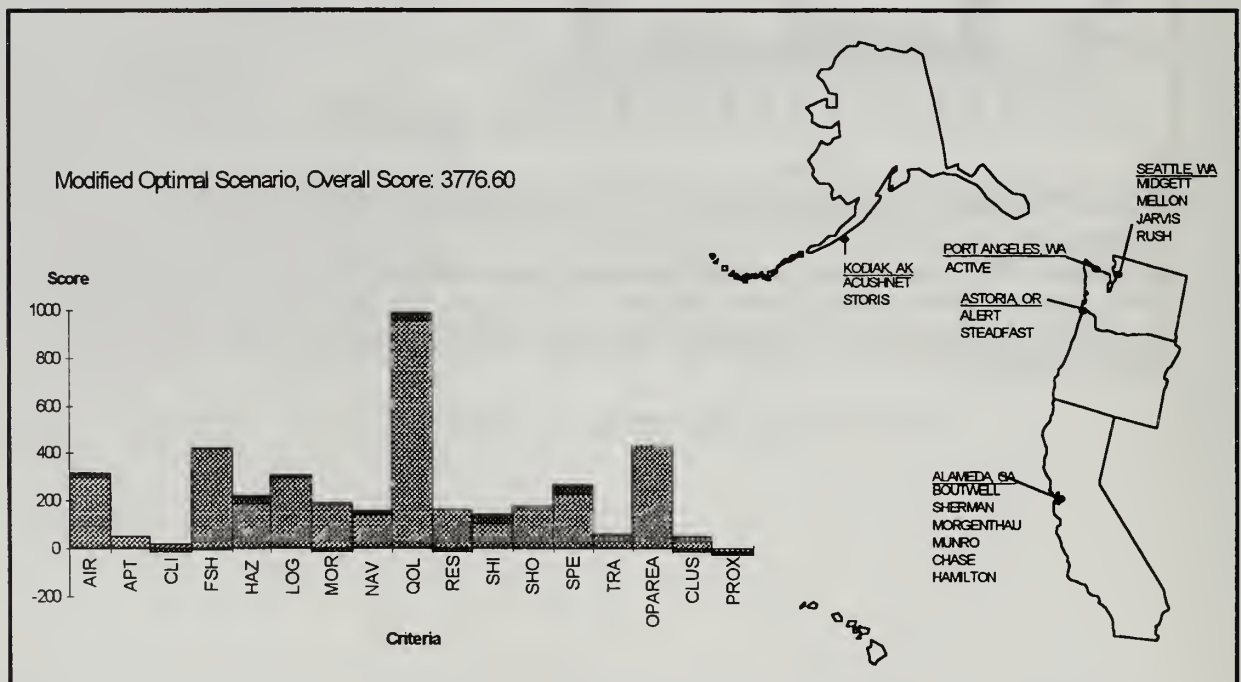 Modified Optimal Scenario, Overall Score: 3776.60
Score
1000
800
600
400
200
0
-200
AIR
APT
CLI
FSH
HAZ
LOG
MOR
NAV
QOL
RES
SHI
SHO
SPE
TRA
OPAREA
CLUS
PROX
Criteria
KODIAK, AK
ACUSHNET
STORIS
SEATTLE, WA
MIDGETT
MELLON
JARVIS
RUSH
PORT ANGELES, WA
ACTIVE
ASTORIA, OR
ALERT
STEADFAST
ALAMEDA, CA
BOUTWELL
SHERMAN
MORGENTHAU
MUNRO
CHASE
HAMILTON